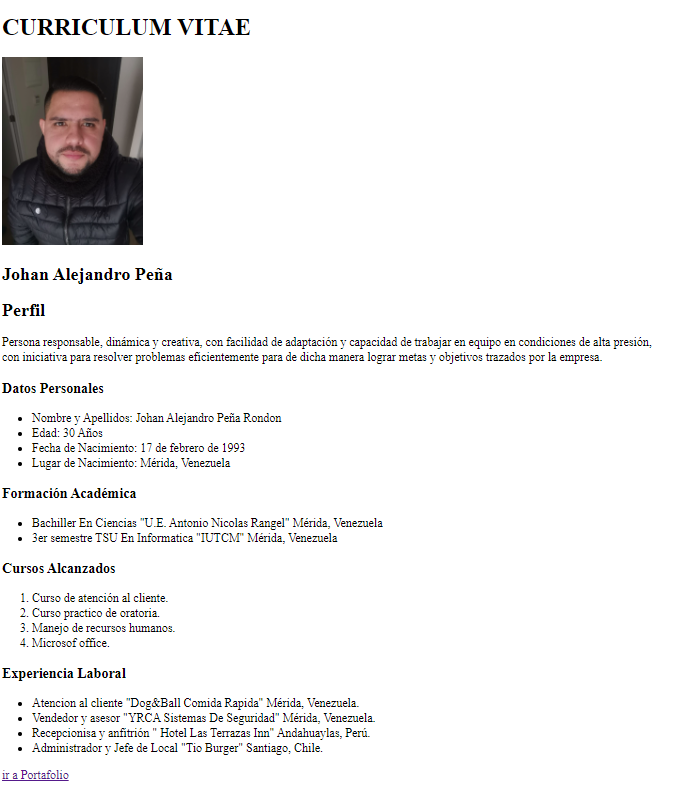 CURRICULUM VITAE
Johan Alejandro Peña
Perfil
Persona responsable, dinámica y creativa, con facilidad de adaptación y capacidad de trabajar en equipo en condiciones de alta presión,
con iniciativa para resolver problemas eficientemente para de dicha manera lograr metas y objetivos trazados por la empresa.
Datos Personales
• Nombre y Apellidos: Johan Alejandro Peña Rondon
• Edad: 30 Años
• Fecha de Nacimiento: 17 de febrero de 1993
• Lugar de Nacimiento: Mérida, Venezuela
Formación Académica
• Bachiller En Ciencias "U.E. Antonio Nicolas Rangel" Mérida, Venezuela
• 3er semestre TSU En Informatica "IUTCM" Mérida, Venezuela
Cursos Alcanzados
1. Curso de atención al cliente.
2. Curso practico de oratoria.
3. Manejo de recursos humanos.
4. Microsof office.
Experiencia Laboral
• Atencion al cliente "Dog&Ball Comida Rapida" Mérida, Venezuela.
• Vendedor y asesor "YRCA Sistemas De Seguridad" Mérida, Venezuela.
• Recepcionisa y anfitrión " Hotel Las Terrazas Inn" Andahuaylas, Perú.
• Administrador y Jefe de Local "Tio Burger" Santiago, Chile.
ir a Portafolio